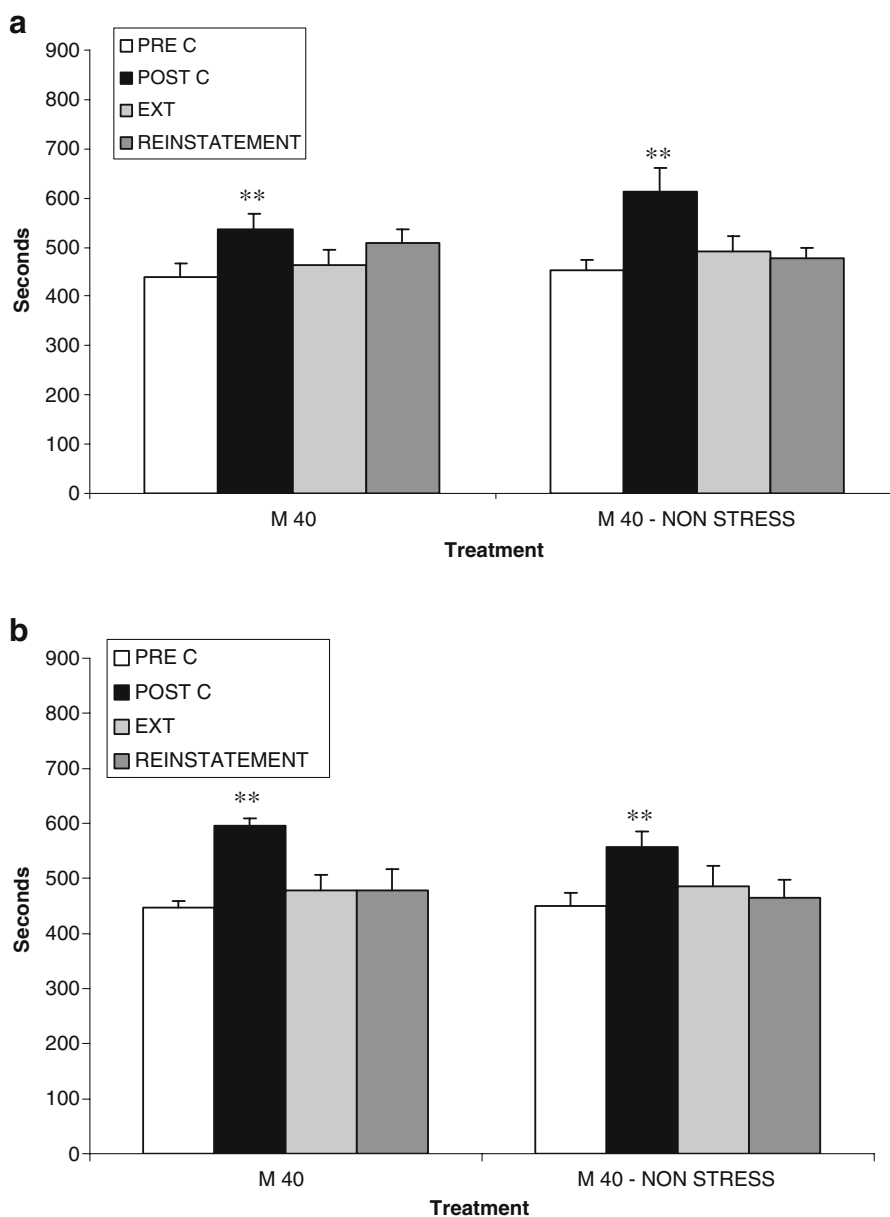 a
900
800
700
600
500
400
300
200
100
0
Seconds
PRE C
POST C
EXT
REINSTATEMENT
**
**
M 40
M 40 - NON STRESS
Treatment
b
900
800
700
600
500
400
300
200
100
0
Seconds
PRE C
POST C
EXT
REINSTATEMENT
**
**
M 40
M 40 - NON STRESS
Treatment